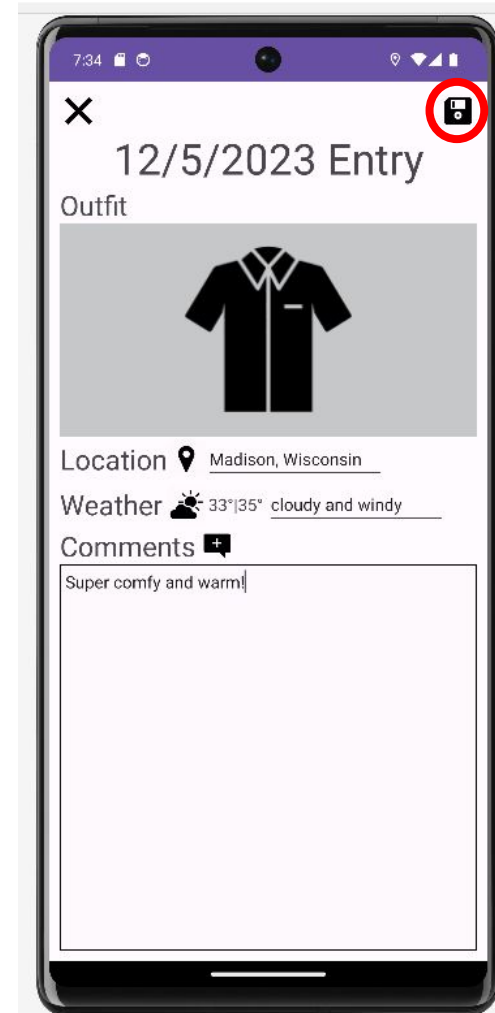 7:34
12/5/2023 Entry
Outfit
Location Madison, Wisconsin
Weather 33°|35° cloudy and windy
Comments
Super comfy and warm!